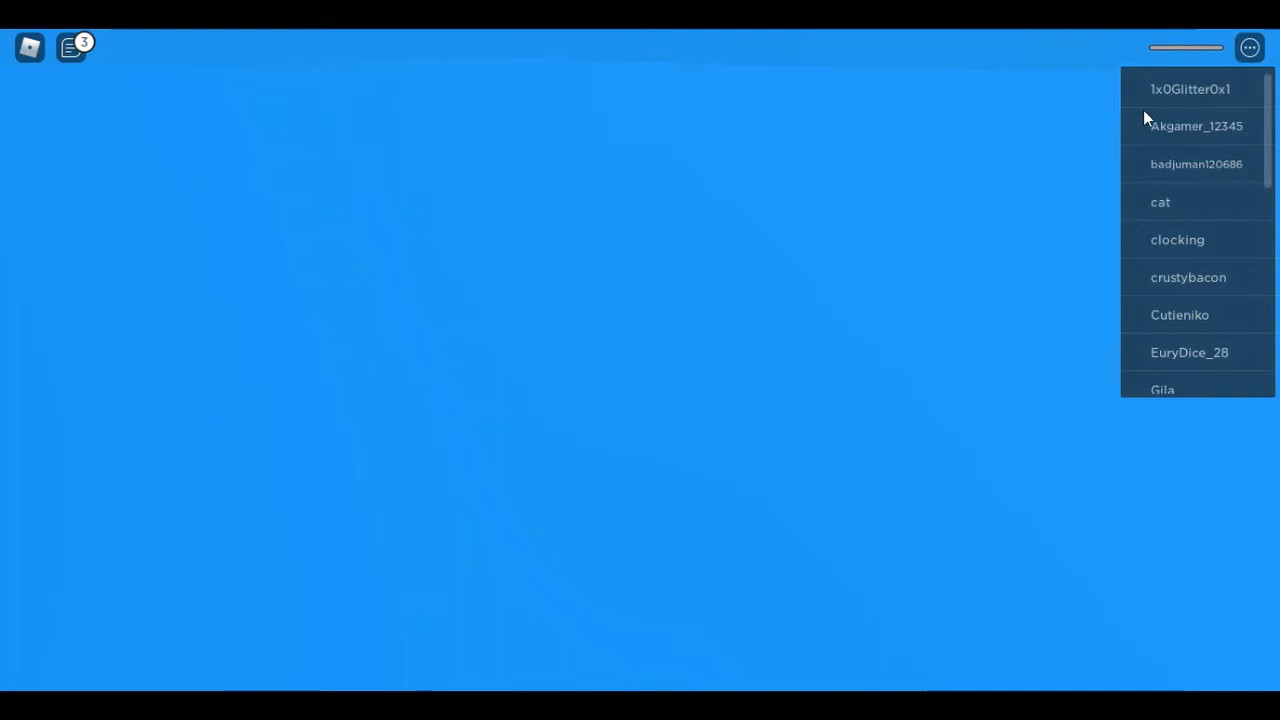 3
1x0Glitter0x1
Akgamer_12345
badjuman120686
cat
clocking
crustybacon
Cutieniko
EuryDice_28
Gila